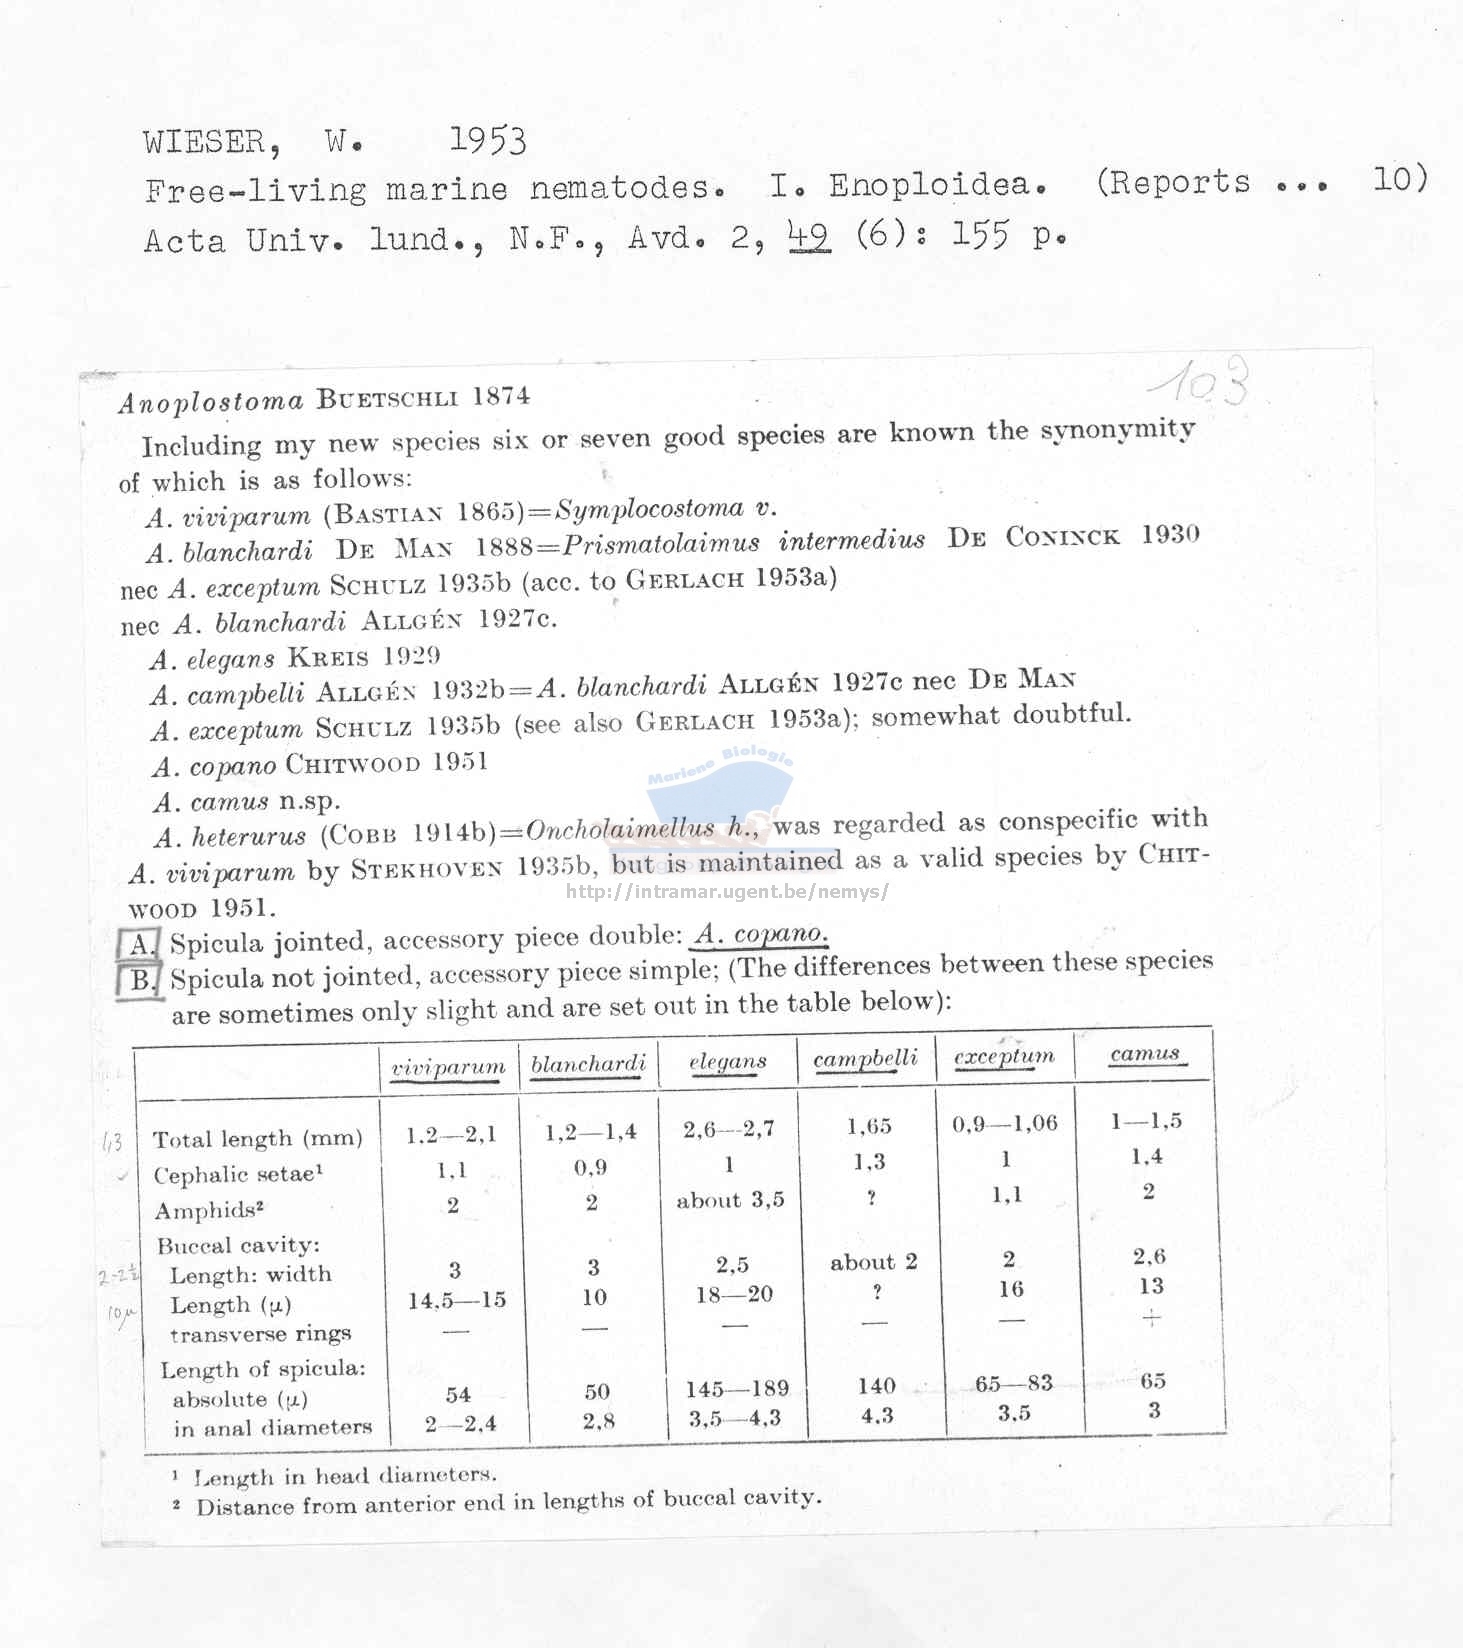 WIESER, W. 1953
Free-living marine nematodes. I. Enoploidea. (Reports ... 10)
Acta Univ. lund., N.F., Avd. 2, 49 (6): 155 p.
103
Anoplostoma BUETSCHLI 1874
Including my new species six or seven good species are known the synonymity
of which is as follows:
A. viviparum (BASTIAN 1865)=Symplocostoma v.
A. blanchardi DE MAN 1888=Prismatolaimus intermedius DE CONINCK 1930
nec A. exceptum SCHULZ 1935b (acc. to GERLACH 1953a)
nec A. blanchardi ALLGÉN 1927c.
A. elegans KREIS 1929
A. campbelli ALLGÉN 1932b=A. blanchardi ALLGÉN 1927c nec DE MAN
A. exceptum SCHULZ 1935b (see also GERLACH 1953a); somewhat doubtful.
A. copano CHITWOOD 1951
Mariene Biologie
A. camus n.sp.
A. heterurus (COBB 1914b)=Oncholaimellus h., was regarded as conspecific with
A. viviparum by STEKHOVEN 1935b, but is maintained as a valid species by CHIT-
http://intramar.ugent.be/nemys/
WOOD 1951.
A. Spicula jointed, accessory piece double: A. copano.
B. Spicula not jointed, accessory piece simple; (The differences between these species
are sometimes only slight and are set out in the table below):
viviparum blanchardi elegans campbelli exceptum camus
1,3 Total length (mm) 1.2—2,1 1,2—1,4 2,6—2,7 1,65 0,9—1,06 1—1,5
✓ Cephalic setae¹ 1,1 0,9 1 1,3 1 1,4
Amphids² 2 2 about 3,5 ? 1,1 2
Buccal cavity:
2-2½ Length: width 3 3 2,5 about 2 2 2,6
10µ Length (µ) 14,5—15 10 18—20 ? 16 13
transverse rings — — — — — +
Length of spicula:
absolute (µ) 54 50 145—189 140 65—83 65
in anal diameters 2—2,4 2,8 3,5—4,3 4,3 3,5 3
¹ Length in head diameters.
² Distance from anterior end in lengths of buccal cavity.